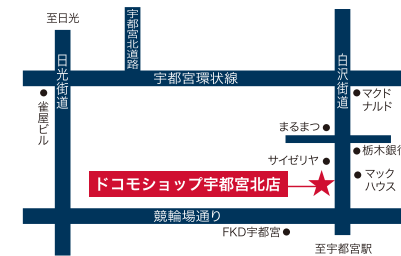 至日光
宇都宮北道路
日光街道
白沢街道
宇都宮環状線
雀屋ビル
マクド
ナルド
まるまつ
栃木銀行
サイゼリヤ
マック
ハウス
ドコモショップ宇都宮北店
競輪場通り
FKD宇都宮
至宇都宮駅